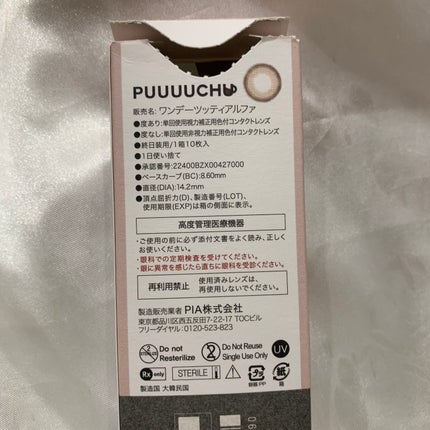 PUUUUCHU
販売名: ワンデーツッティアルファ
●度あり: 単回使用視力補正用色付コンタクトレンズ
●度なし: 単回使用非視力補正用色付コンタクトレンズ
●終日装用/1箱10枚入
●1日使い捨て
●承認番号: 22400BZX00427000
●ベースカーブ(BC): 8.60mm
●直径(DIA): 14.2mm
●頂点屈折力(D)、製造番号(LOT)、
使用期限(EXP)は箱の側面に表示。
高度管理医療機器
・ご使用の前に必ず添付文書をよく読み、正しく
お使いください。
・眼科での定期検査を受けてください。
・眼に異常を感じたら直ちに眼科を受診ください。
再利用禁止
使用済みレンズは、
再使用しないでください。
製造販売業者 PIA株式会社
東京都品川区西五反田7-22-17 TOCビル
フリーダイヤル: 0120-523-823
Do not
Resterilize
2
Do Not Reuse
Single Use Only
UV
Rx only
STERILE
容器PP
紙
箱
製造国 大韓民国